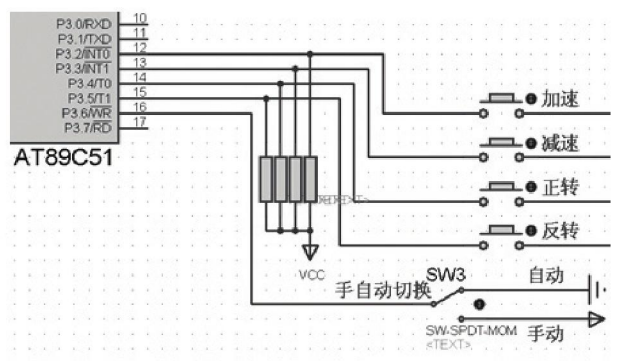 P3.0/RXD 10
P3.1/TXD 11
P3.2/INT0 12
P3.3/INT1 13
P3.4/T0 14
P3.5/T1 15
P3.6/WR 16
P3.7/RD 17
AT89C51
加速
减速
正转
反转
VCC
手自动切换
SW3
自动
SW-SPDT-MOM
手动
<TEXT>